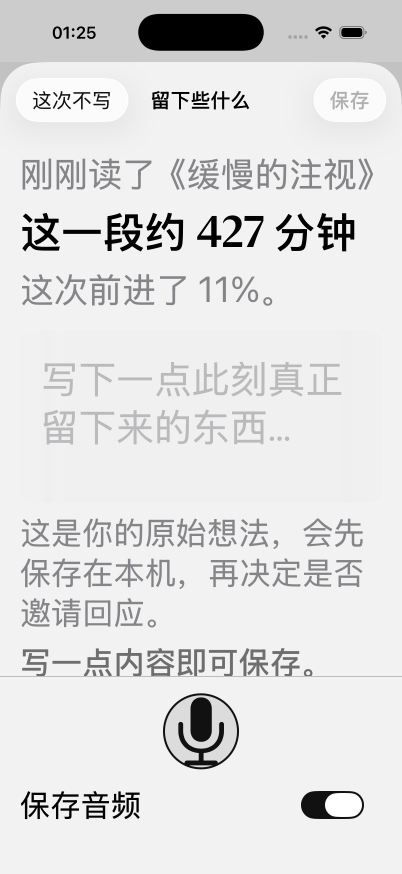 01:25
这次不写 留下些什么 保存
刚刚读了《缓慢的注视》
这一段约 427 分钟
这次前进了 11%。
写下一点此刻真正
留下来的东西...
这是你的原始想法，会先
保存在本机，再决定是否
邀请回应。
写一点内容即可保存。
保存音频